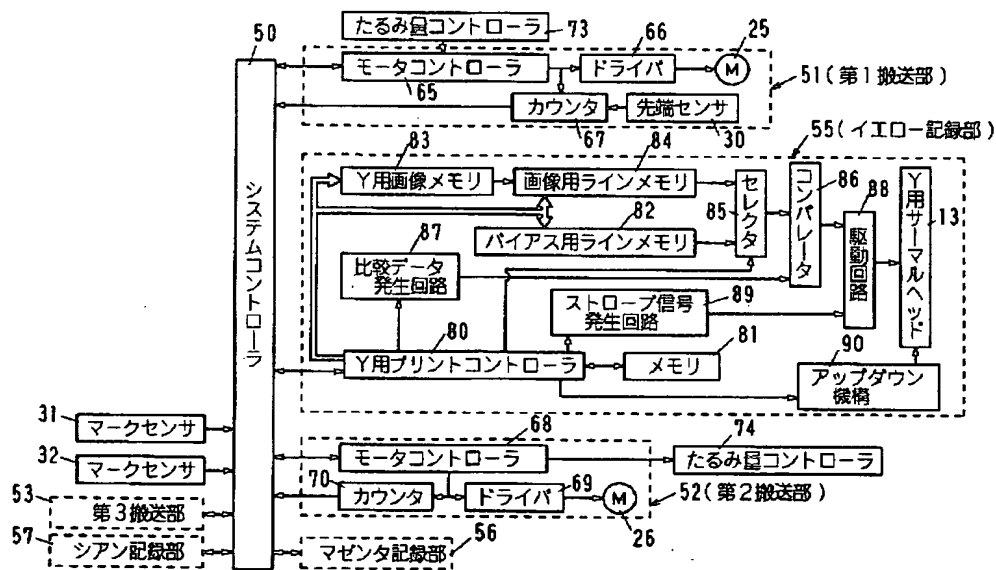 50
たるみ量コントローラ
73
66
25
モータコントローラ
ドライバ
M
51(第1搬送部)
65
カウンタ
先端センサ
67
30
55(イエロー記録部)
83
84
Y用画像メモリ
画像用ラインメモリ
セレクタ
85
コンパレータ
86
88
Y用サーマルヘッド
13
82
バイアス用ラインメモリ
87
比較データ
発生回路
駆動回路
ストローブ信号
発生回路
89
80
Y用プリントコントローラ
81
メモリ
90
アップダウン
機構
システムコントローラ
31
マークセンサ
32
マークセンサ
53
第3搬送部
57
シアン記録部
68
モータコントローラ
74
たるみ量コントローラ
70
カウンタ
69
ドライバ
M
26
52(第2搬送部)
マゼンタ記録部
56